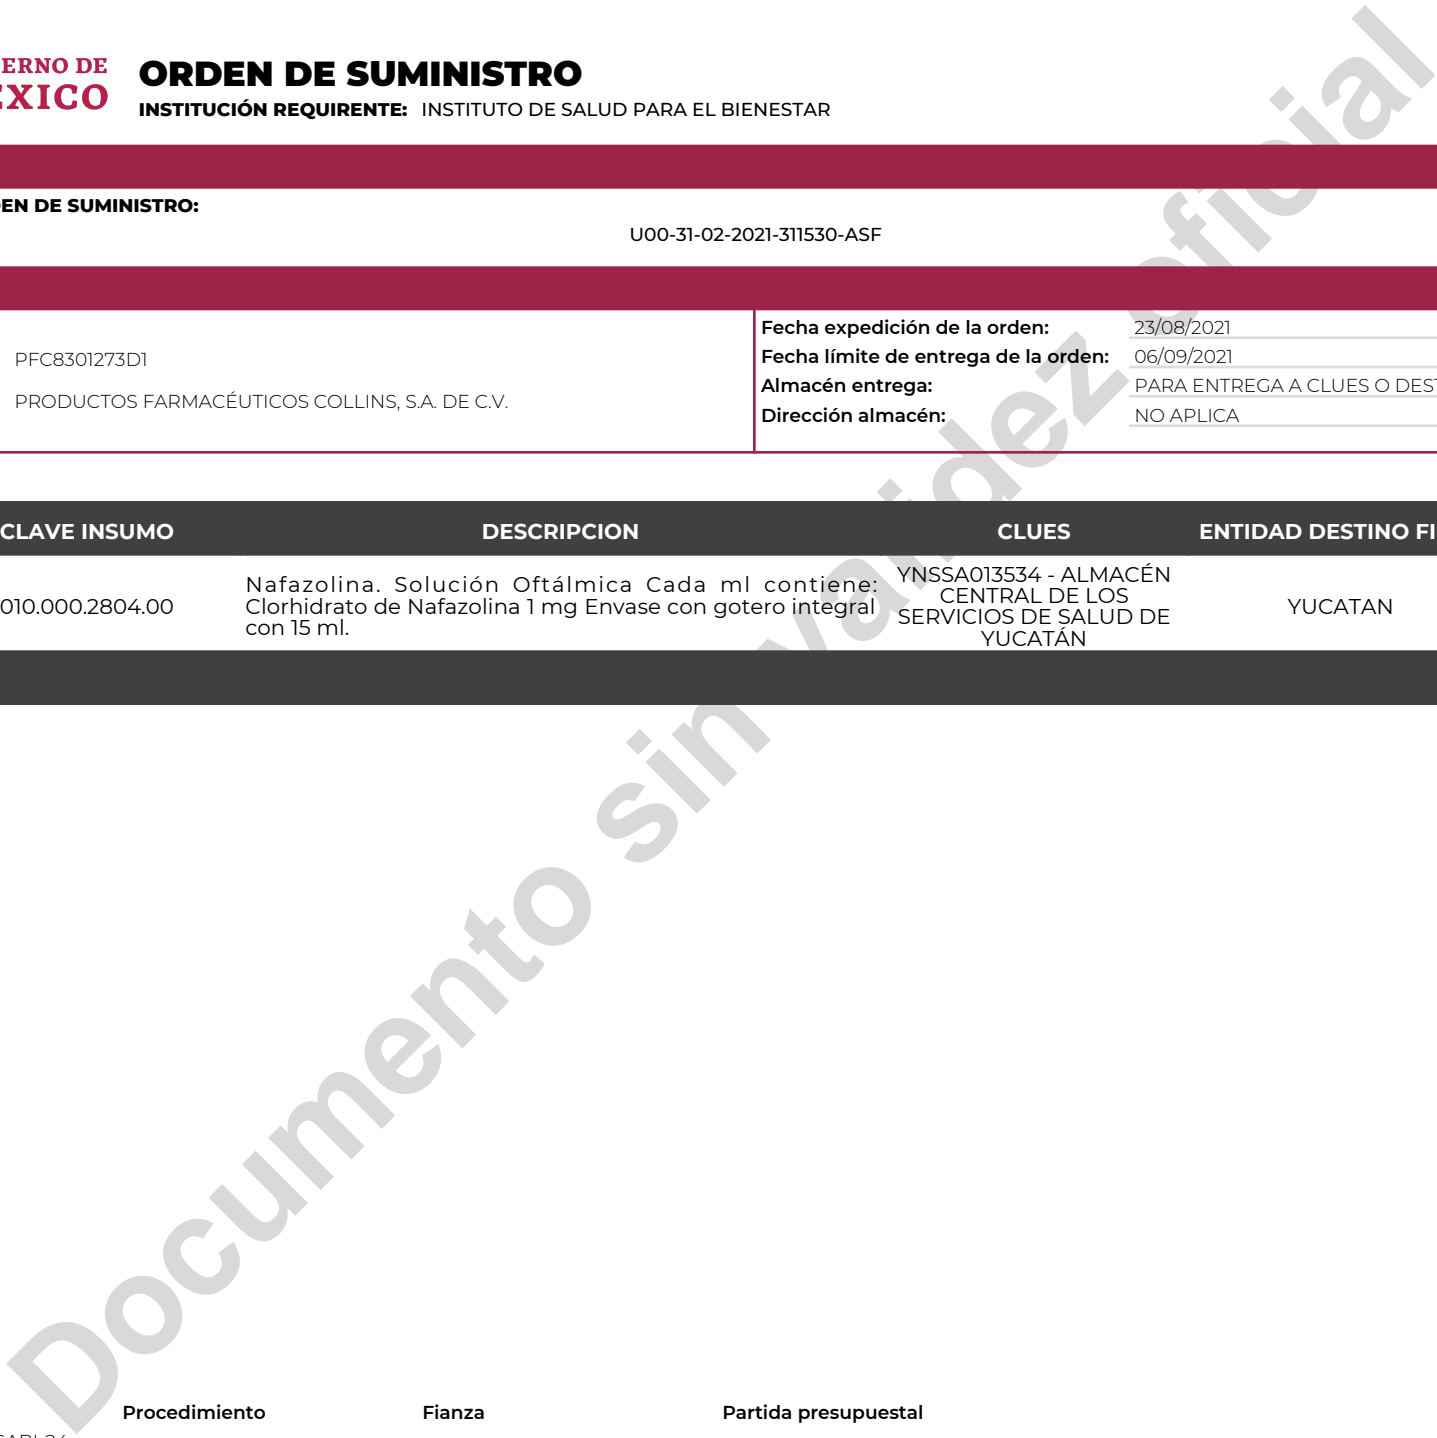 ERNO DE
EXICO
ORDEN DE SUMINISTRO
INSTITUCIÓN REQUIRENTE: INSTITUTO DE SALUD PARA EL BIENESTAR
EN DE SUMINISTRO:
U00-31-02-2021-311530-ASF
PFC8301273D1
PRODUCTOS FARMACÉUTICOS COLLINS, S.A. DE C.V.
Fecha expedición de la orden: 23/08/2021
Fecha límite de entrega de la orden: 06/09/2021
Almacén entrega: PARA ENTREGA A CLUES O DEST
Dirección almacén: NO APLICA
CLAVE INSUMO DESCRIPCION CLUES ENTIDAD DESTINO FI
010.000.2804.00
Nafazolina. Solución Oftálmica Cada ml contiene:
Clorhidrato de Nafazolina 1 mg Envase con gotero integral
con 15 ml.
YNSSA013534 - ALMACÉN
CENTRAL DE LOS
SERVICIOS DE SALUD DE
YUCATÁN
YUCATAN
Documento sin validez oficial
Procedimiento Fianza Partida presupuestal